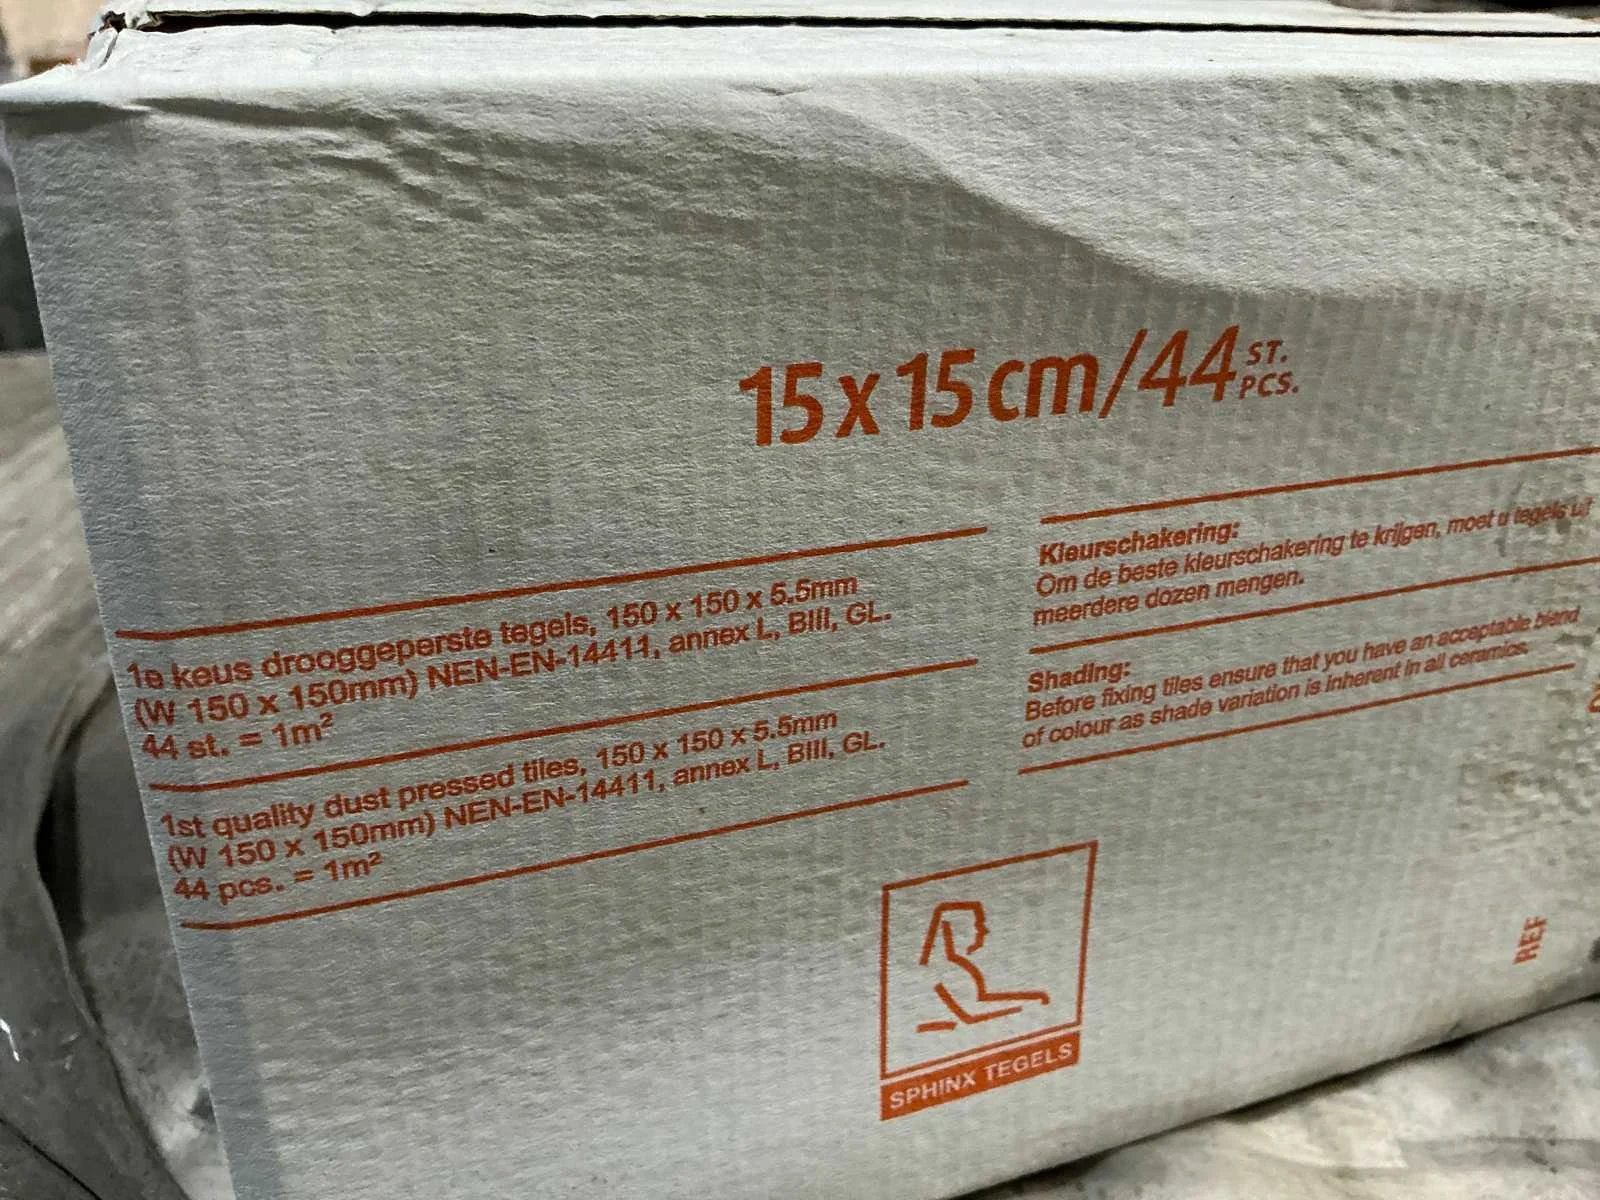 15x15cm/44 ST. PCS.
1e keus drooggeperste tegels, 150 x 150 x 5.5mm
(W 150 x 150mm) NEN-EN-14411, annex L, BIII, GL.
44 st. = 1m²
1st quality dust pressed tiles, 150 x 150 x 5.5mm
(W 150 x 150mm) NEN-EN-14411, annex L, BIII, GL.
44 pcs. = 1m²
Kleurschakering:
Om de beste kleurschakering te krijgen, moet u tegels uit
meerdere dozen mengen.
Shading:
Before fixing tiles ensure that you have an acceptable blend
of colour as shade variation is inherent in all ceramics.
SPHINX TEGELS
REF